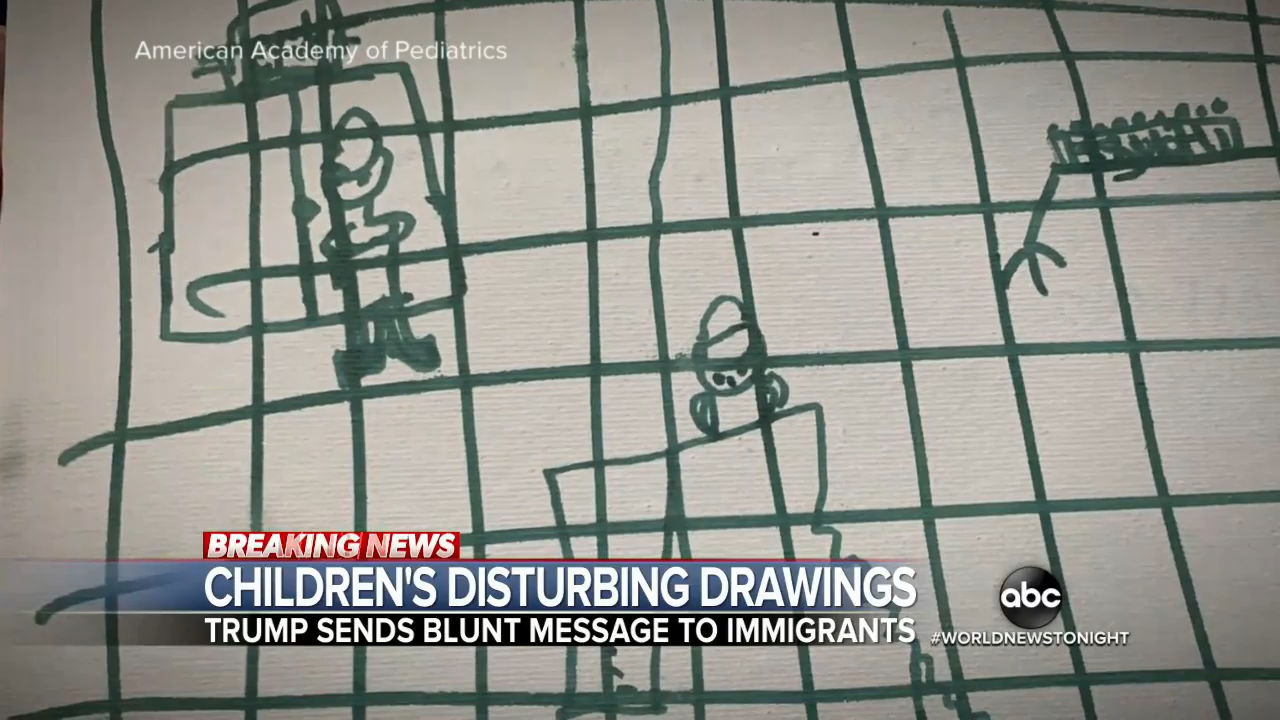 American Academy of Pediatrics
BREAKING NEWS
CHILDREN'S DISTURBING DRAWINGS
TRUMP SENDS BLUNT MESSAGE TO IMMIGRANTS
abc
#WORLDNEWSTONIGHT